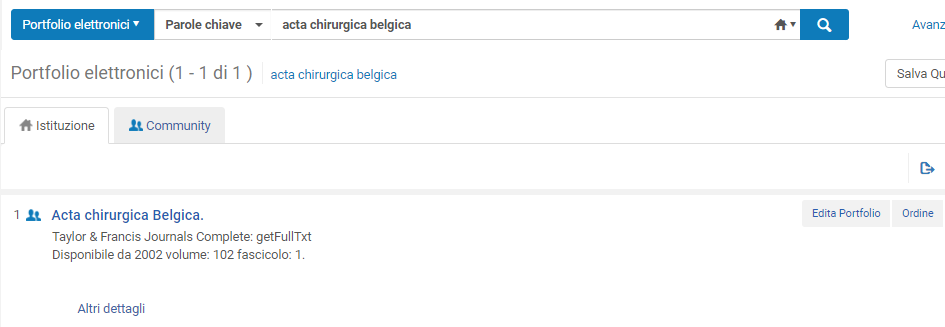 Portfolio elettronici Parole chiave acta chirurgica belgica Avanz
Portfolio elettronici (1 - 1 di 1 ) acta chirurgica belgica Salva Qu
Istituzione Community
1 Acta chirurgica Belgica. Edita Portfolio Ordine
Taylor & Francis Journals Complete: getFullTxt
Disponibile da 2002 volume: 102 fascicolo: 1.
Altri dettagli